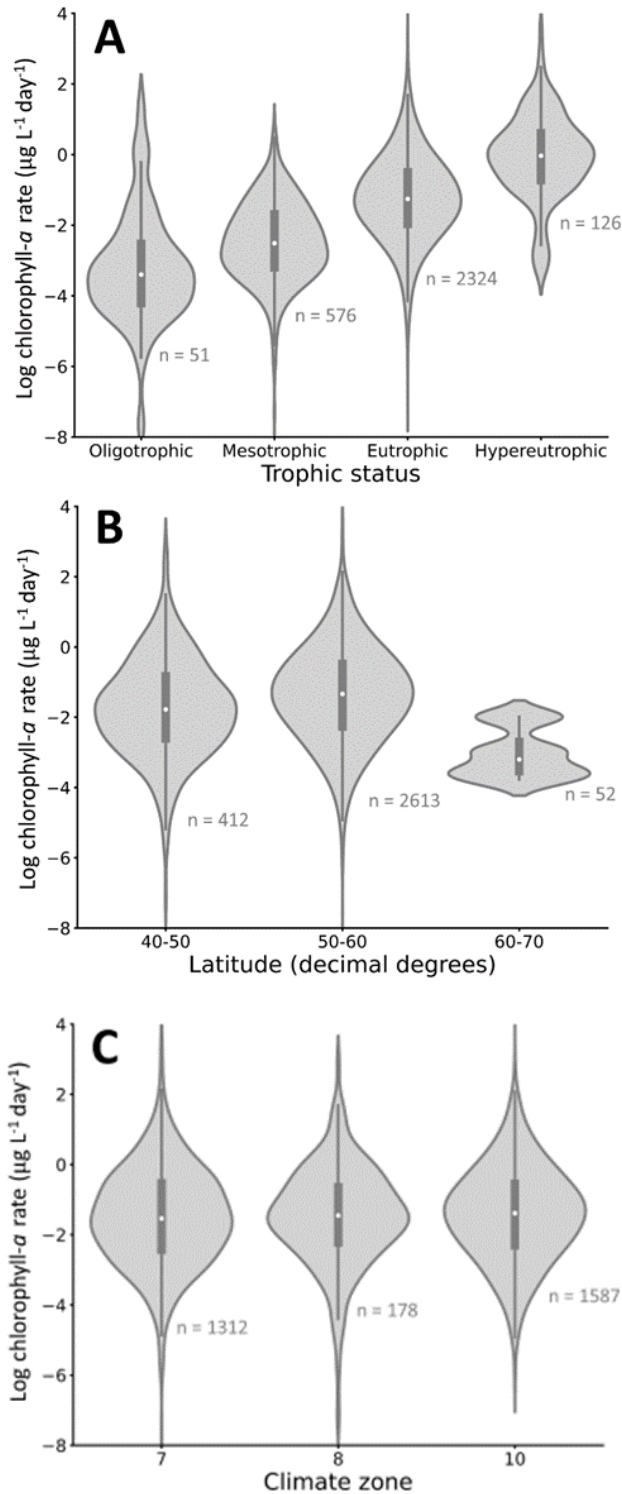 A
Log chlorophyll-a rate (µg L-1 day-1)
4
2
0
−2
−4
−6
−8
n = 51
n = 576
n = 2324
n = 126
Oligotrophic Mesotrophic Eutrophic Hypereutrophic
Trophic status
B
Log chlorophyll-a rate (µg L-1 day-1)
4
2
0
−2
−4
−6
−8
n = 412
n = 2613
n = 52
40-50 50-60 60-70
Latitude (decimal degrees)
C
Log chlorophyll-a rate (µg L-1 day-1)
4
2
0
−2
−4
−6
−8
n = 1312
n = 178
n = 1587
7 8 10
Climate zone